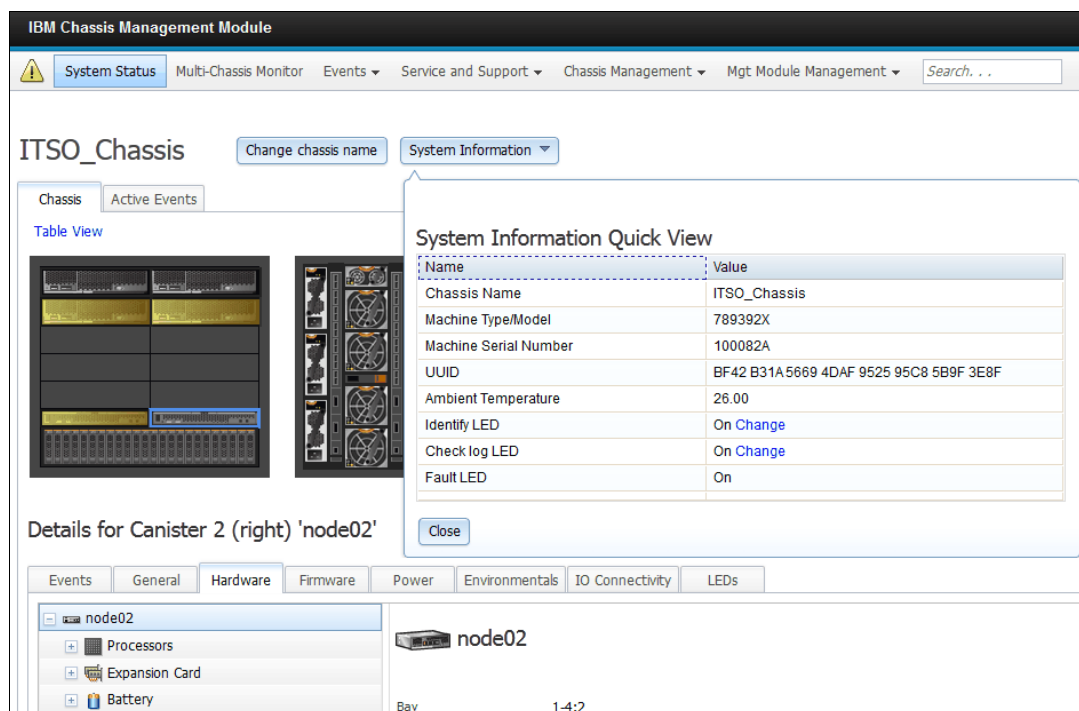 IBM Chassis Management Module
System Status Multi-Chassis Monitor Events Service and Support Chassis Management Mgt Module Management Search. . .
ITSO_Chassis Change chassis name System Information
Chassis Active Events
Table View
System Information Quick View
Name Value
Chassis Name ITSO_Chassis
Machine Type/Model 789392X
Machine Serial Number 100082A
UUID BF42 B31A 5669 4DAF 9525 95C8 5B9F 3E8F
Ambient Temperature 26.00
Identify LED On Change
Check log LED On Change
Fault LED On
Close
Details for Canister 2 (right) 'node02'
Events General Hardware Firmware Power Environmentals IO Connectivity LEDs
node02
Processors
Expansion Card
Battery
node02
Bay 1-4:2